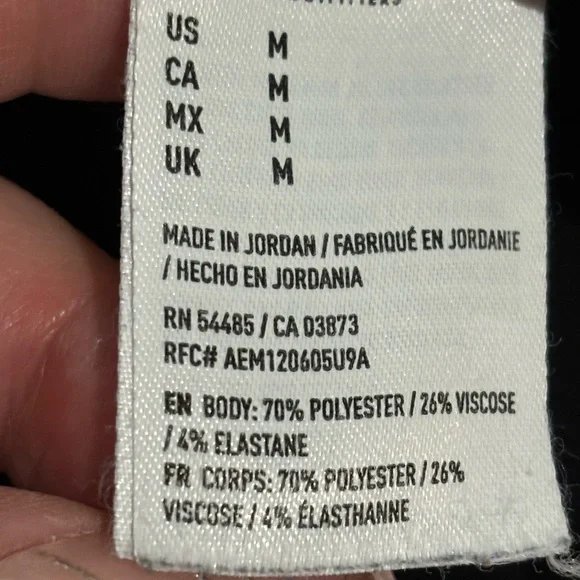 US M
CA M
MX M
UK M
MADE IN JORDAN / FABRIQUÉ EN JORDANIE
/ HECHO EN JORDANIA
RN 54485 / CA 03873
RFC# AEM120605U9A
EN BODY: 70% POLYESTER / 26% VISCOSE
/ 4% ELASTANE
FR CORPS: 70% POLYESTER / 26%
VISCOSE / 4% ÉLASTHANNE